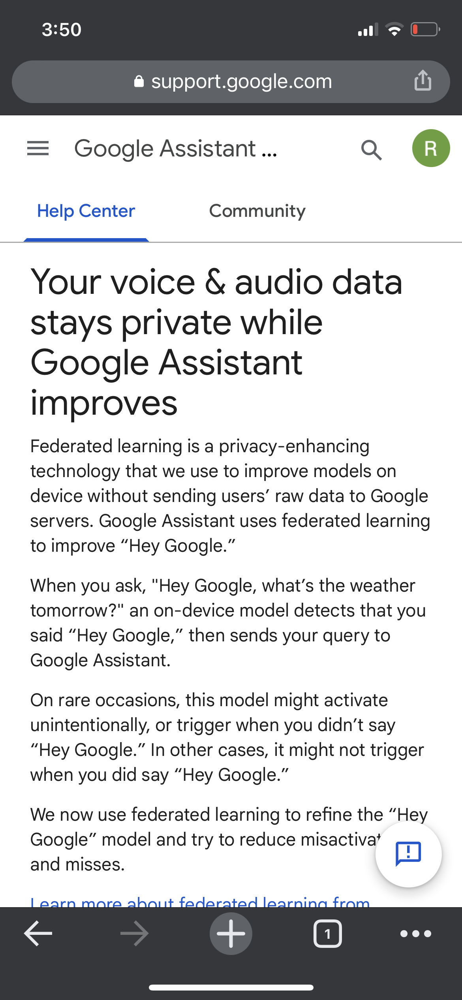 3:50
support.google.com
Google Assistant ...
R
Help Center
Community
Your voice & audio data
stays private while
Google Assistant
improves
Federated learning is a privacy-enhancing
technology that we use to improve models on
device without sending users’ raw data to Google
servers. Google Assistant uses federated learning
to improve “Hey Google.”
When you ask, "Hey Google, what’s the weather
tomorrow?" an on-device model detects that you
said “Hey Google,” then sends your query to
Google Assistant.
On rare occasions, this model might activate
unintentionally, or trigger when you didn’t say
“Hey Google.” In other cases, it might not trigger
when you did say “Hey Google.”
We now use federated learning to refine the “Hey
Google” model and try to reduce misactivat
and misses.
Learn more about federated learning from
1